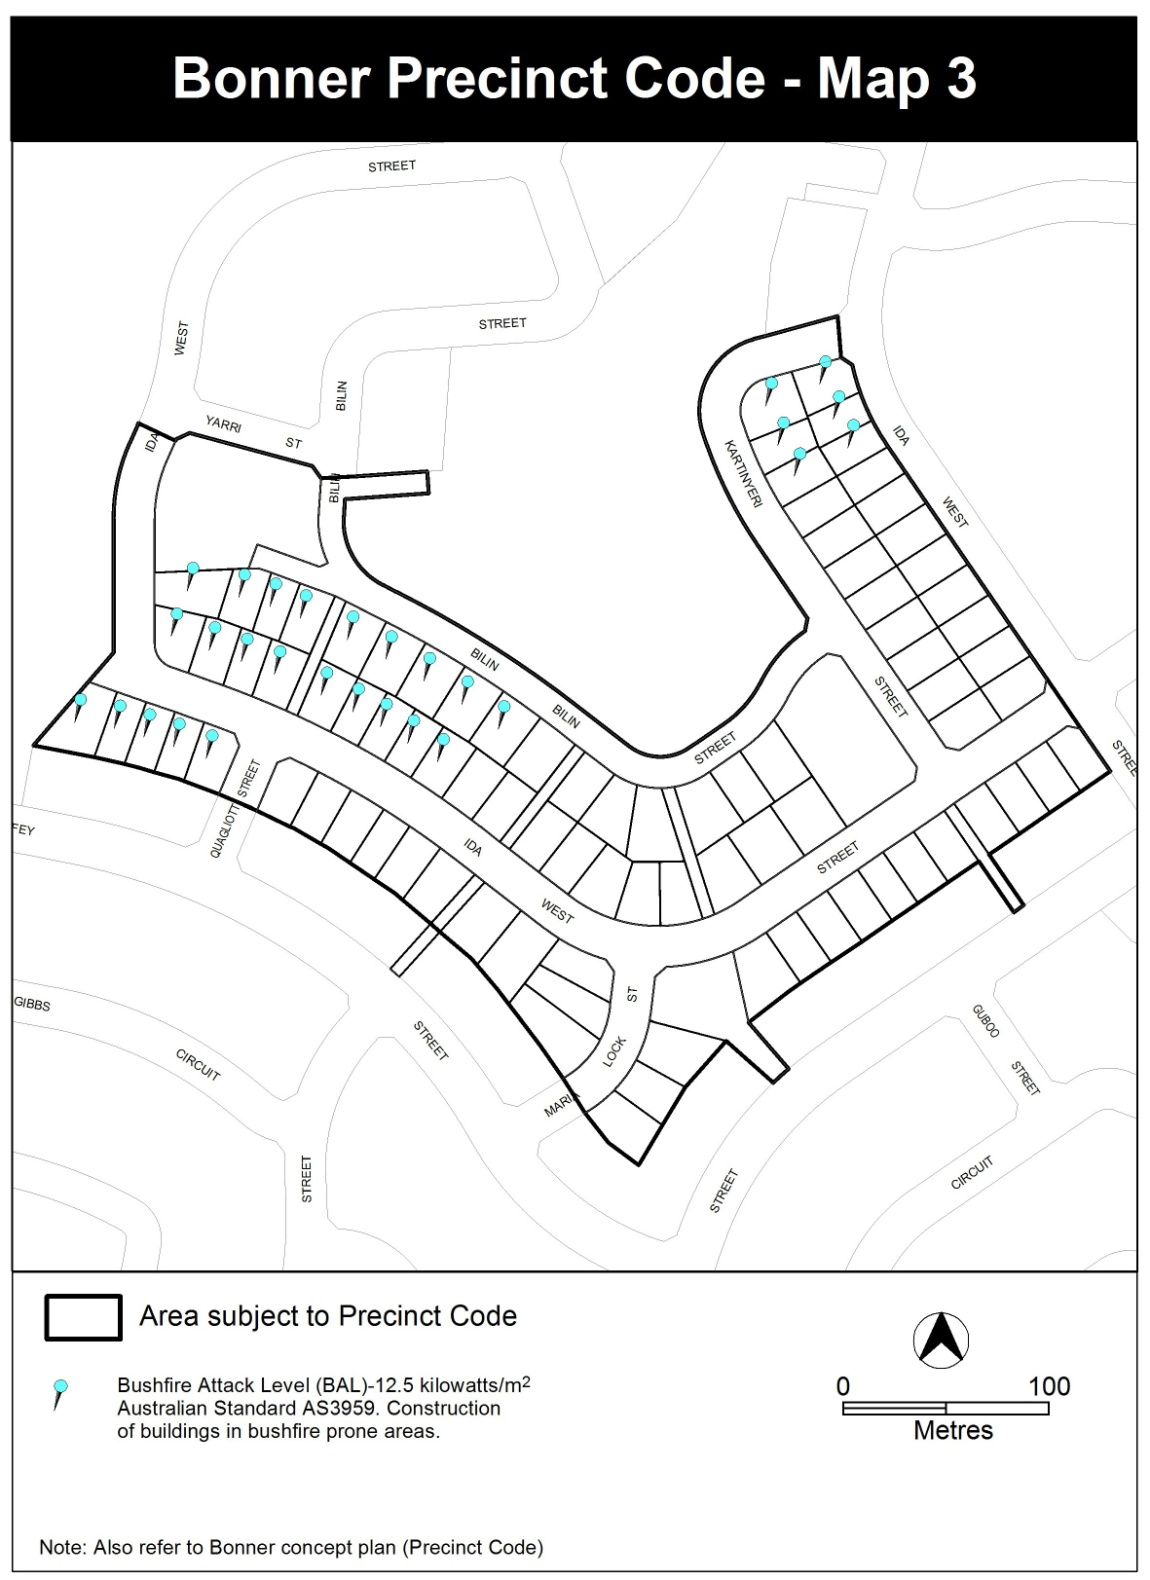 Bonner Precinct Code - Map 3
STREET
WEST
STREET
BILIN
YARRI
ST
IDA
BILIN
IDA
KARTINYERI
WEST
BILIN
BILIN
STREET
STREET
STREET
QUAGLIOTTI
STREET
FEY
IDA
STREET
WEST
ST
LOCK
GIBBS
CIRCUIT
STREET
MARIA
GUBOO
STREET
STREET
STREET
CIRCUIT
Area subject to Precinct Code
Bushfire Attack Level (BAL)-12.5 kilowatts/m2
Australian Standard AS3959. Construction
of buildings in bushfire prone areas.
0 100
Metres
Note: Also refer to Bonner concept plan (Precinct Code)